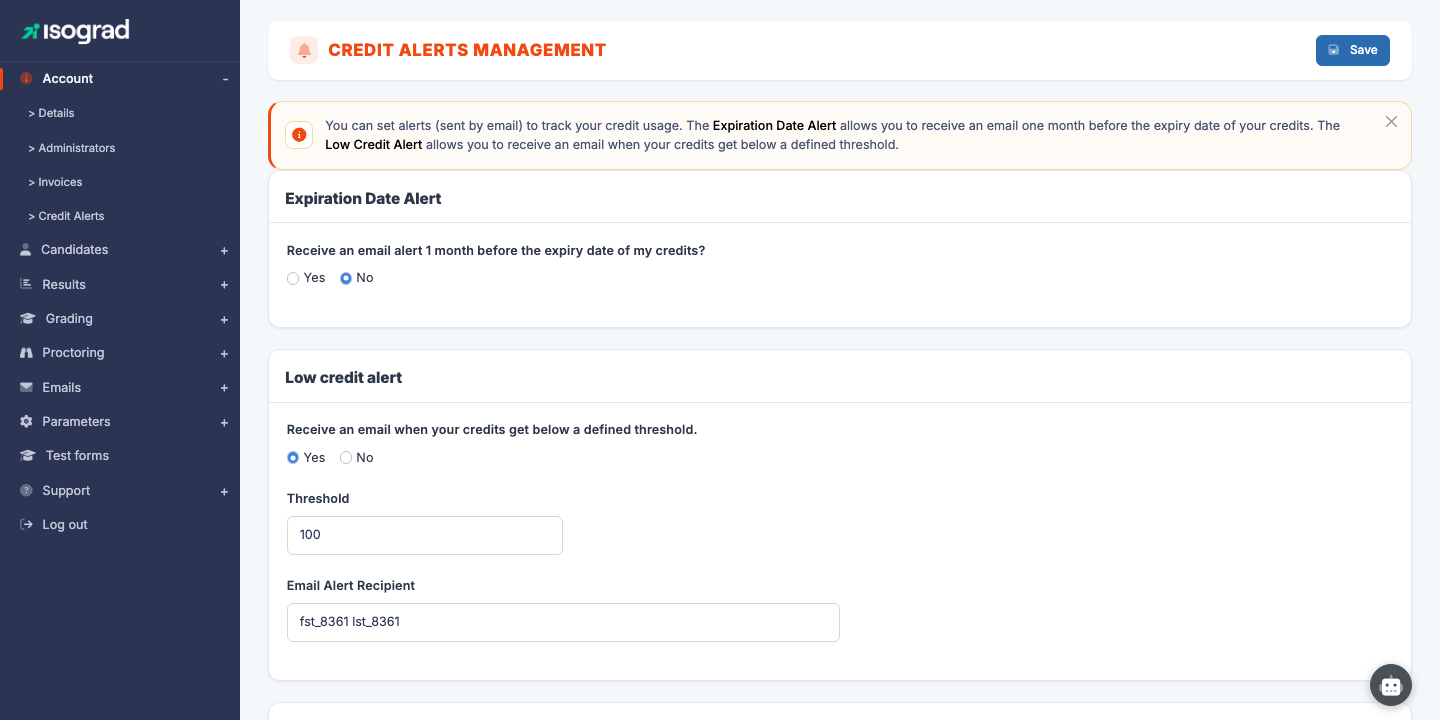 isograd
Account -
> Details
> Administrators
> Invoices
> Credit Alerts
Candidates +
Results +
Grading +
Proctoring +
Emails +
Parameters +
Test forms
Support +
Log out
CREDIT ALERTS MANAGEMENT
Save
You can set alerts (sent by email) to track your credit usage. The Expiration Date Alert allows you to receive an email one month before the expiry date of your credits. The
Low Credit Alert allows you to receive an email when your credits get below a defined threshold.
Expiration Date Alert
Receive an email alert 1 month before the expiry date of my credits?
Yes No
Low credit alert
Receive an email when your credits get below a defined threshold.
Yes No
Threshold
100
Email Alert Recipient
fst_8361 lst_8361